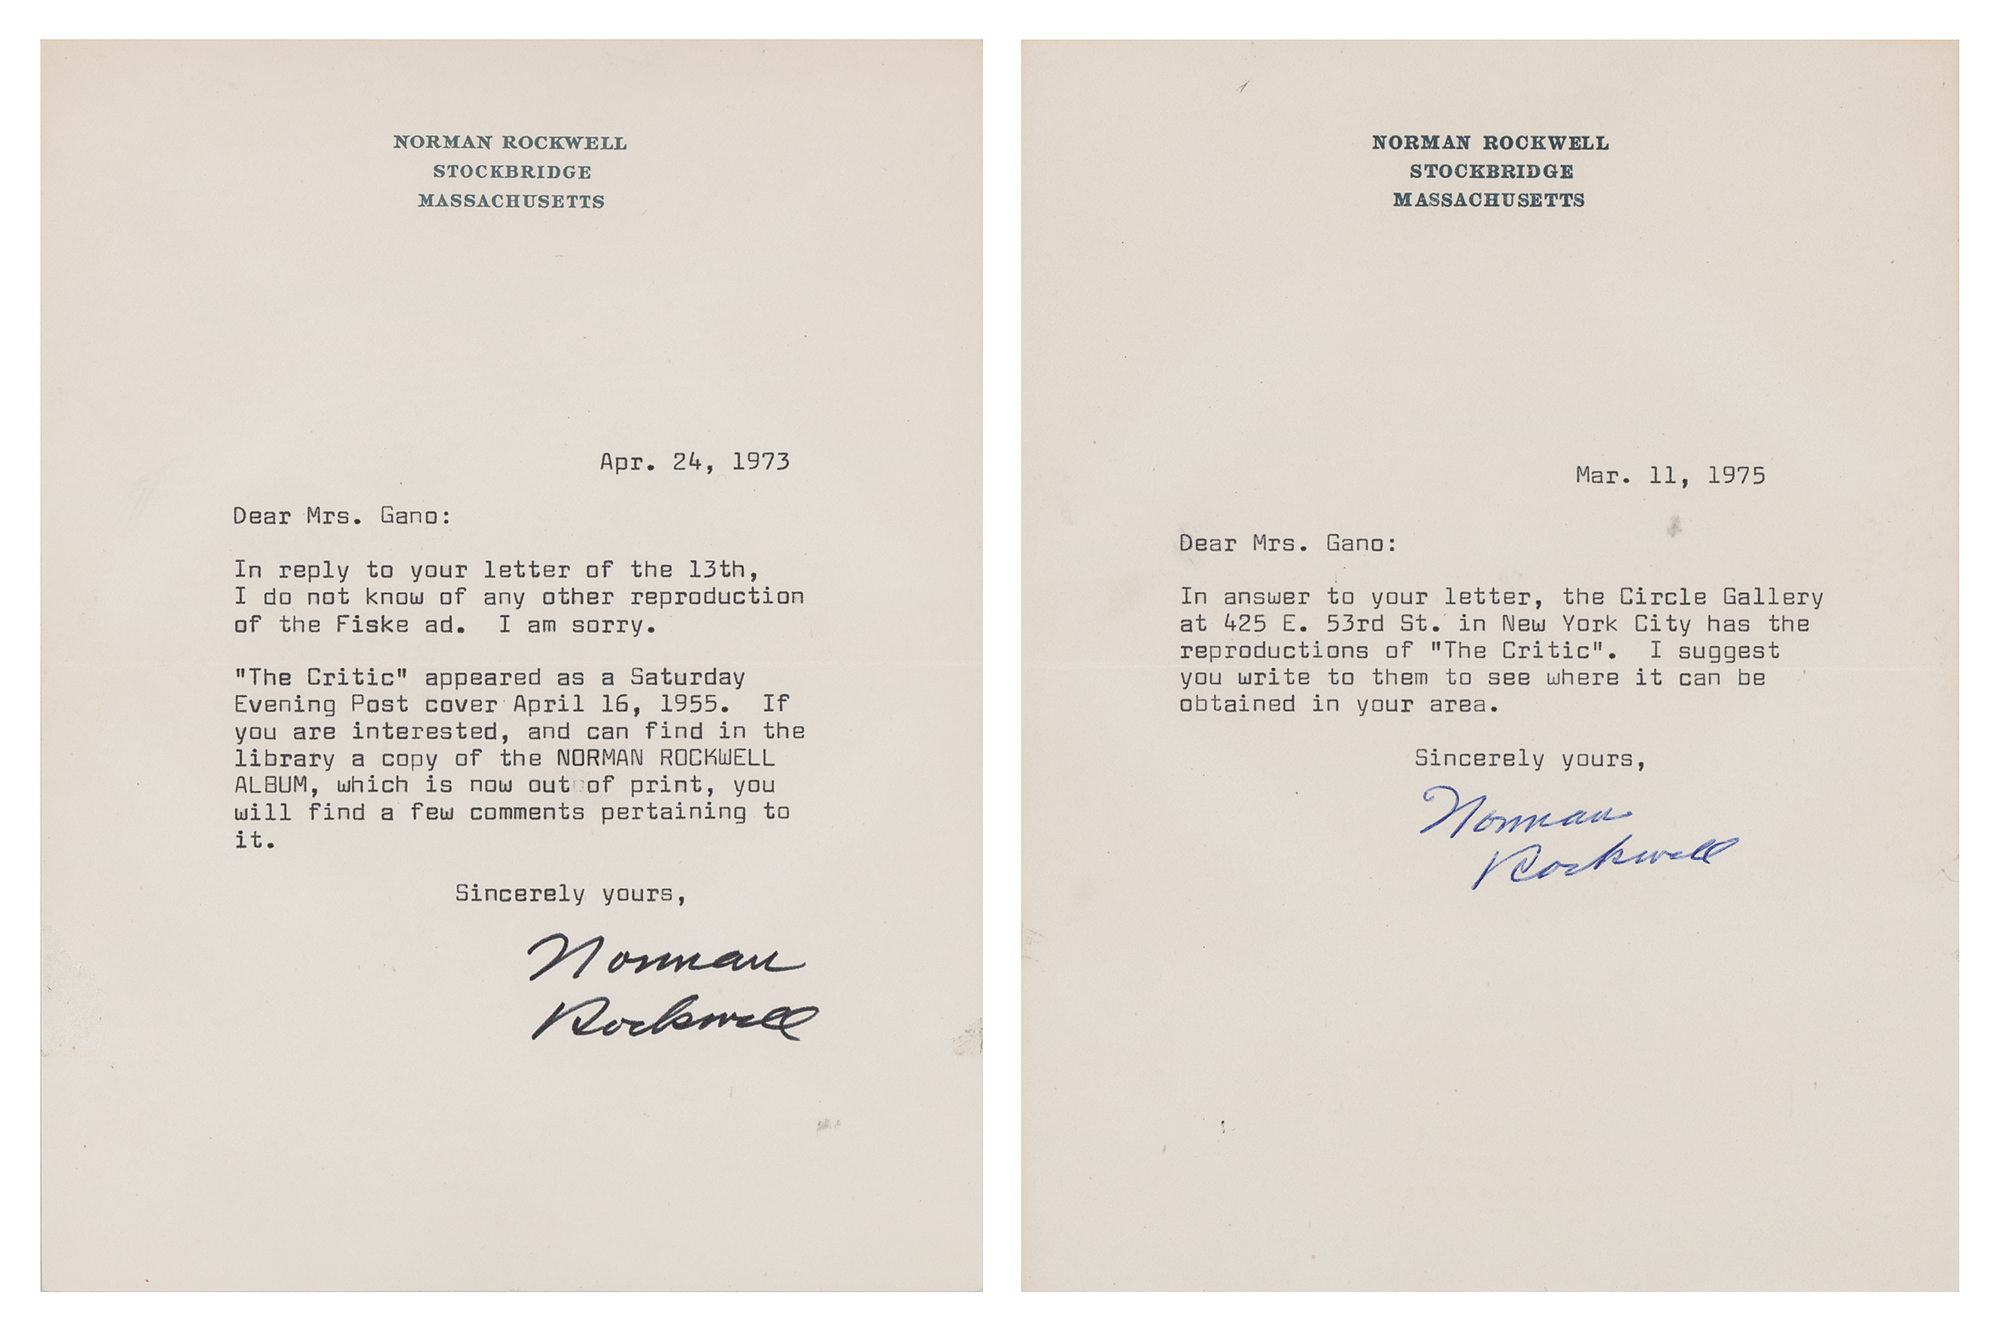 NORMAN ROCKWELL
STOCKBRIDGE
MASSACHUSETTS
Apr. 24, 1973
Dear Mrs. Gano:
In reply to your letter of the 13th,
I do not know of any other reproduction
of the Fiske ad.  I am sorry.
"The Critic" appeared as a Saturday
Evening Post cover April 16, 1955.  If
you are interested, and can find in the
library a copy of the NORMAN ROCKWELL
ALBUM, which is now out of print, you
will find a few comments pertaining to
it.
Sincerely yours,
Norman
Rockwell
NORMAN ROCKWELL
STOCKBRIDGE
MASSACHUSETTS
Mar. 11, 1975
Dear Mrs. Gano:
In answer to your letter, the Circle Gallery
at 425 E. 53rd St. in New York City has the
reproductions of "The Critic".  I suggest
you write to them to see where it can be
obtained in your area.
Sincerely yours,
Norman
Rockwell